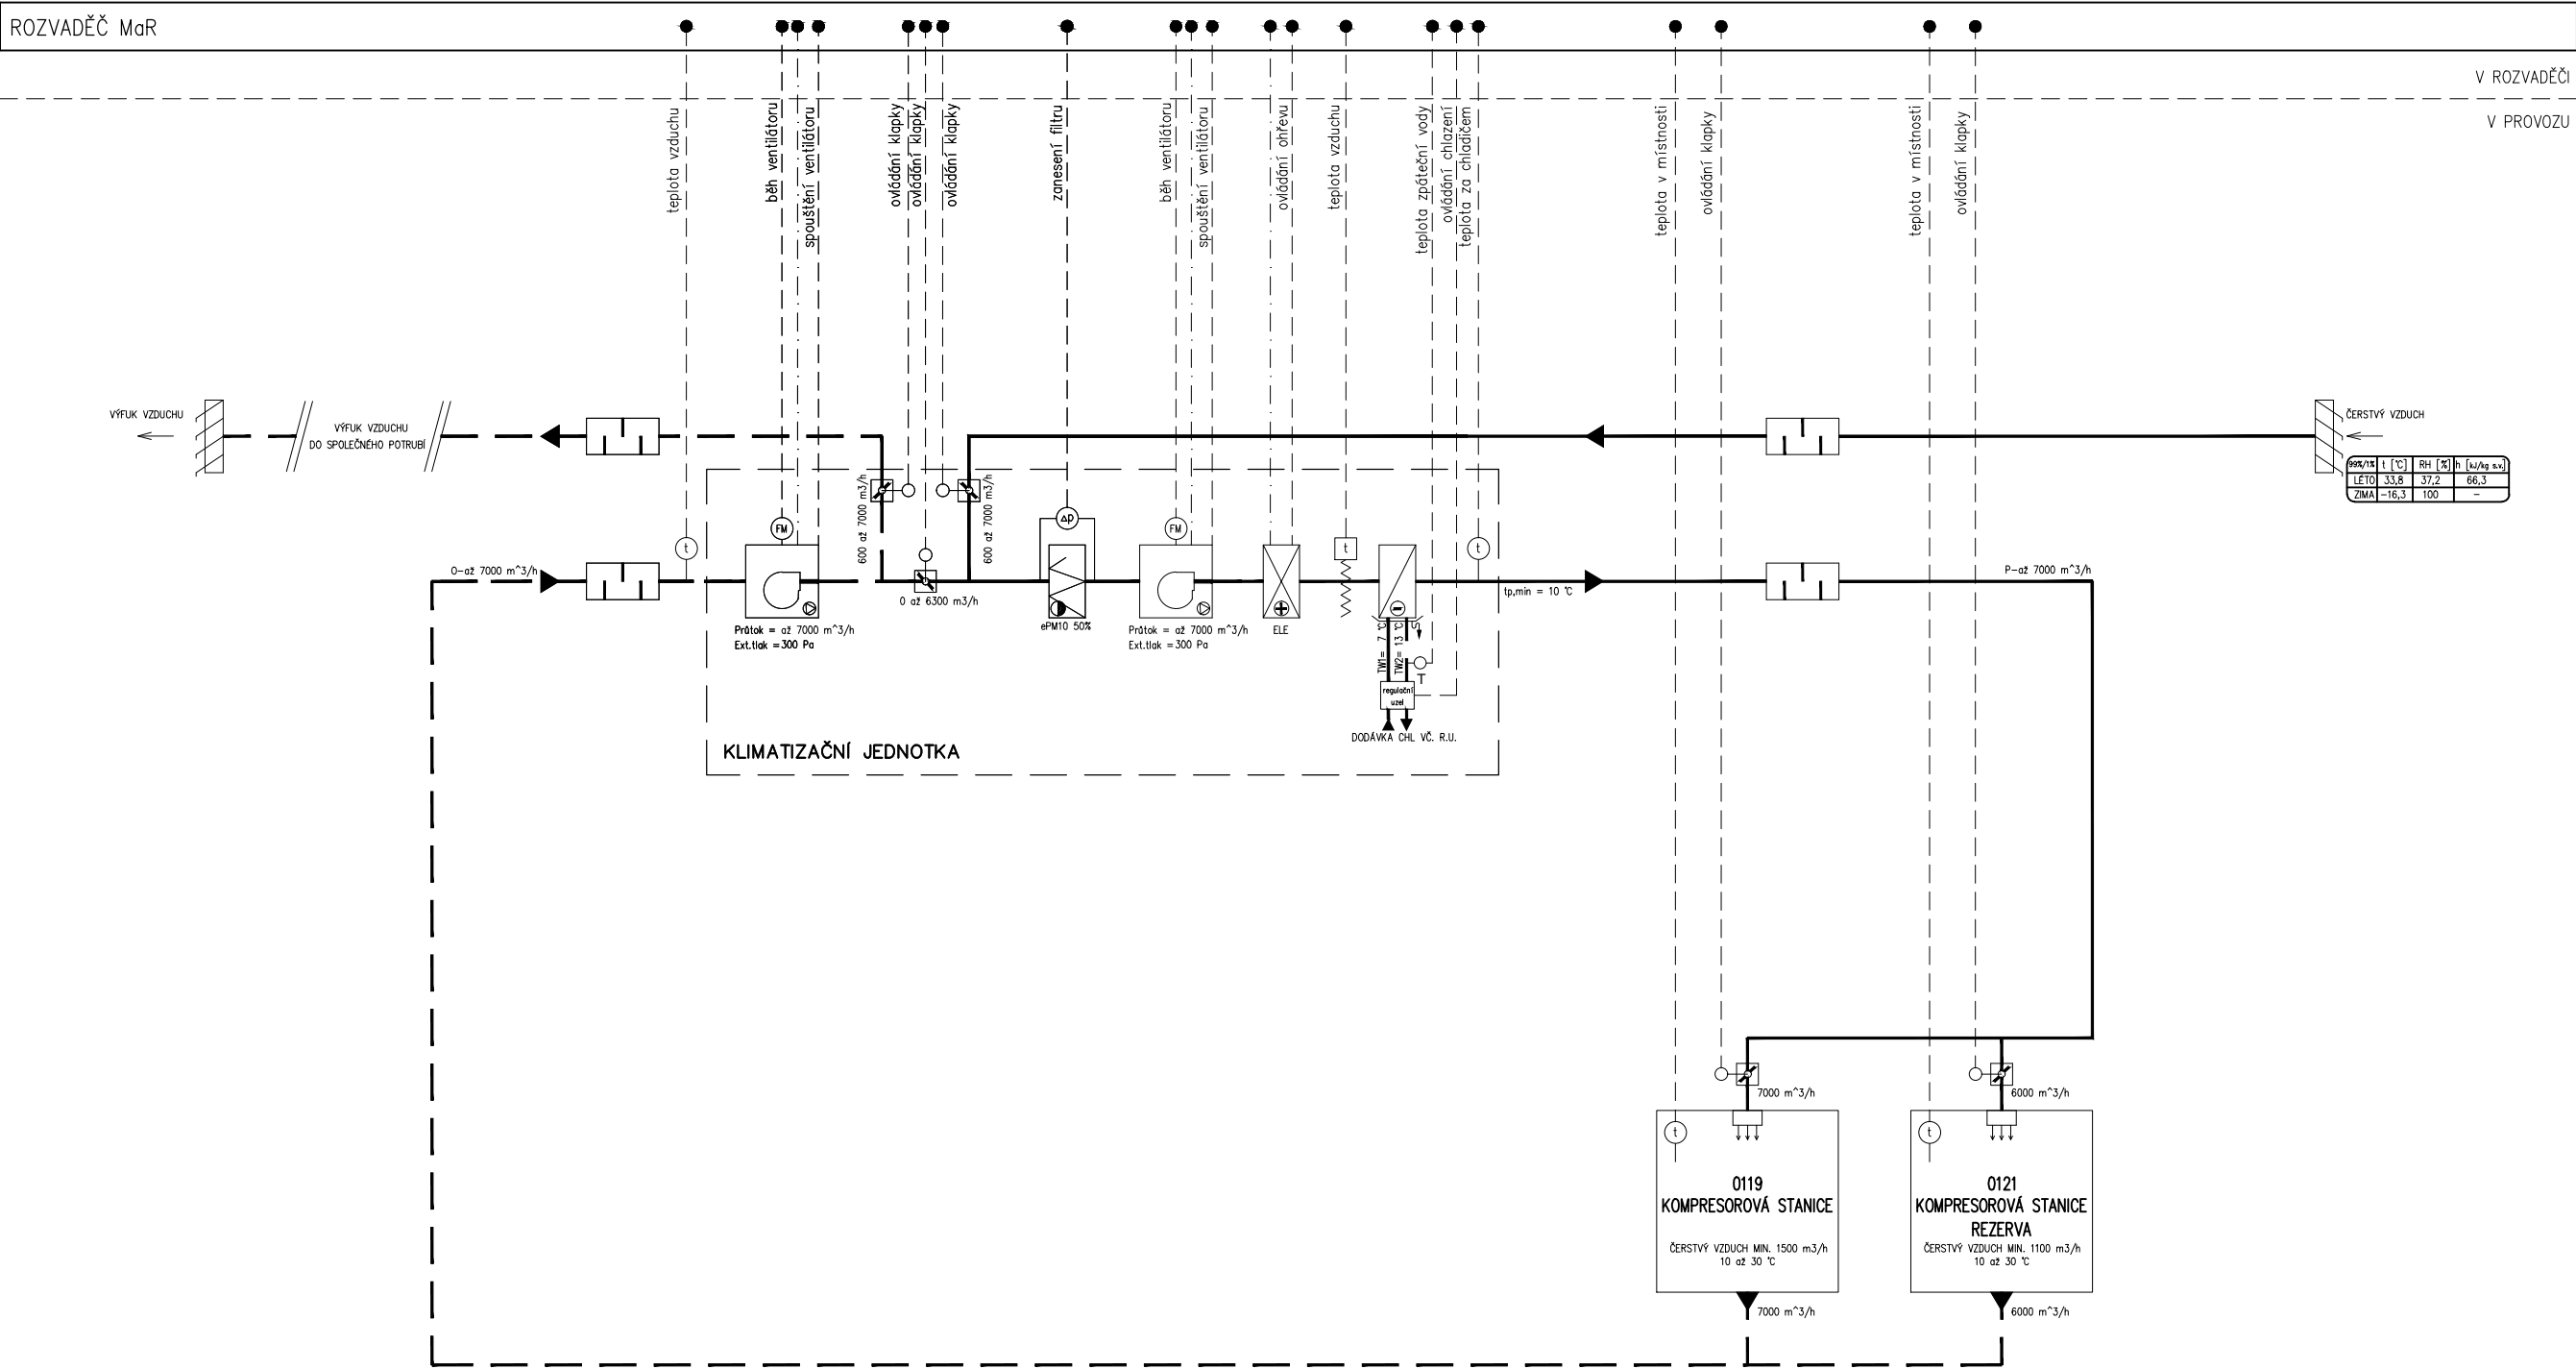 ROZVADĚČ MaR
V ROZVADĚČI
V PROVOZU
teplota vzduchu
běh ventilátoru
spouštění ventilátoru
ovládání klapky
ovládání klapky
ovládání klapky
zanesení filtru
běh ventilátoru
spouštění ventilátoru
ovládání ohřevu
teplota vzduchu
teplota zpáteční vody
ovládání chlazení
teplota za chladičem
teplota v místnosti
ovládání klapky
teplota v místnosti
ovládání klapky
VÝFUK VZDUCHU
VÝFUK VZDUCHU
DO SPOLEČNÉHO POTRUBÍ
ČERSTVÝ VZDUCH
99%/1% t [°C] RH [%] h [kJ/kg s.v.]
LÉTO 33,8 37,2 66,3
ZIMA -16,3 100 -
600 až 7000 m3/h
600 až 7000 m3/h
FM
Δp
FM
t
t
t
O-až 7000 m^3/h
P-až 7000 m^3/h
0 až 6300 m3/h
tp,min = 10 °C
Průtok = až 7000 m^3/h
Ext.tlak =300 Pa
ePM10 50%
Průtok = až 7000 m^3/h
Ext.tlak =300 Pa
ELE
TW1= 7 °C
TW2= 13 °C
S
T
regulační
uzel
DODÁVKA CHL VČ. R.U.
KLIMATIZAČNÍ JEDNOTKA
7000 m^3/h
6000 m^3/h
t
t
0119
KOMPRESOROVÁ STANICE
ČERSTVÝ VZDUCH MIN. 1500 m3/h
10 až 30 °C
0121
KOMPRESOROVÁ STANICE
REZERVA
ČERSTVÝ VZDUCH MIN. 1100 m3/h
10 až 30 °C
7000 m^3/h
6000 m^3/h